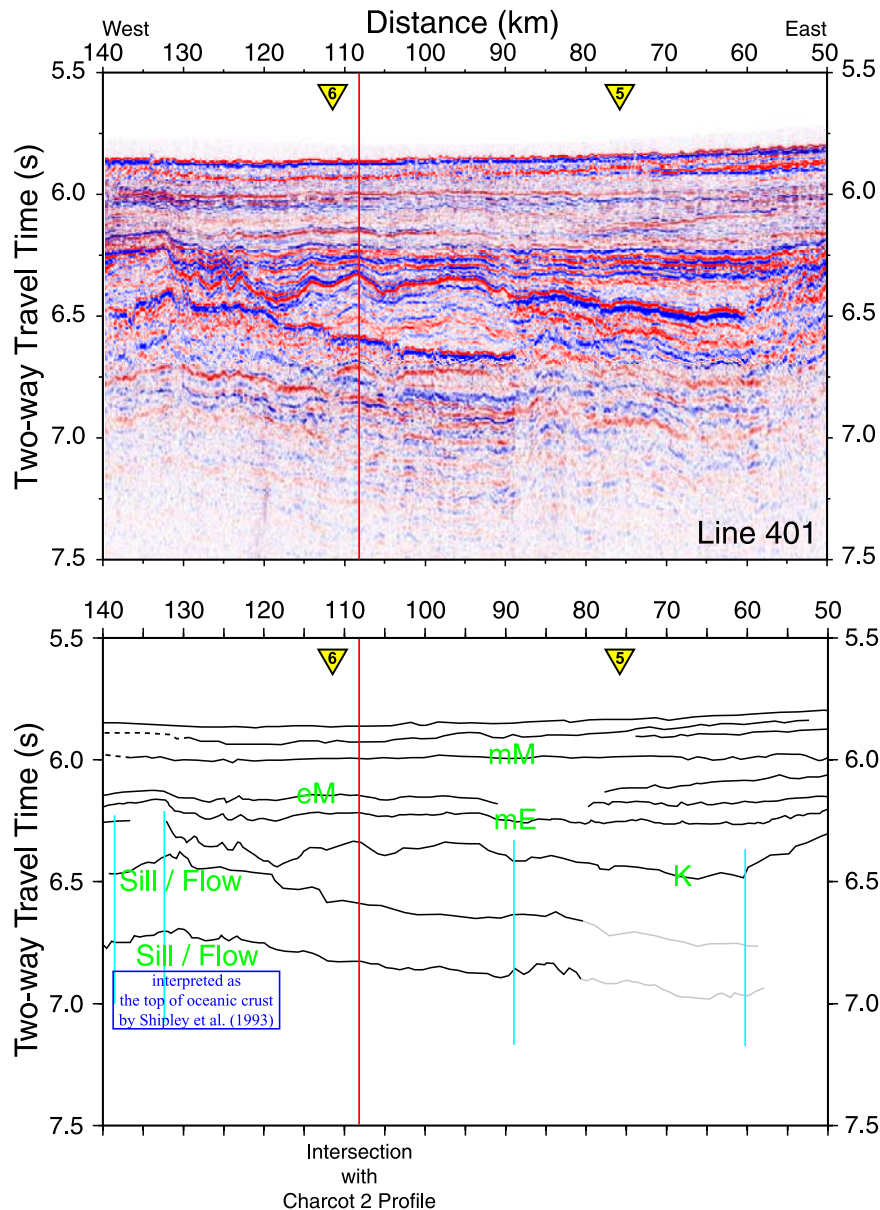 Distance (km)
West East
140 130 120 110 100 90 80 70 60 50
5.5 5.5
6 5
6.0 6.0
6.5 6.5
7.0 7.0
7.5 7.5
Two-way Travel Time (s)
Line 401
140 130 120 110 100 90 80 70 60 50
5.5 5.5
6 5
6.0 6.0
6.5 6.5
7.0 7.0
7.5 7.5
Two-way Travel Time (s)
mM
eM
mE
K
Sill / Flow
Sill / Flow
interpreted as
the top of oceanic crust
by Shipley et al. (1993)
Intersection
with
Charcot 2 Profile